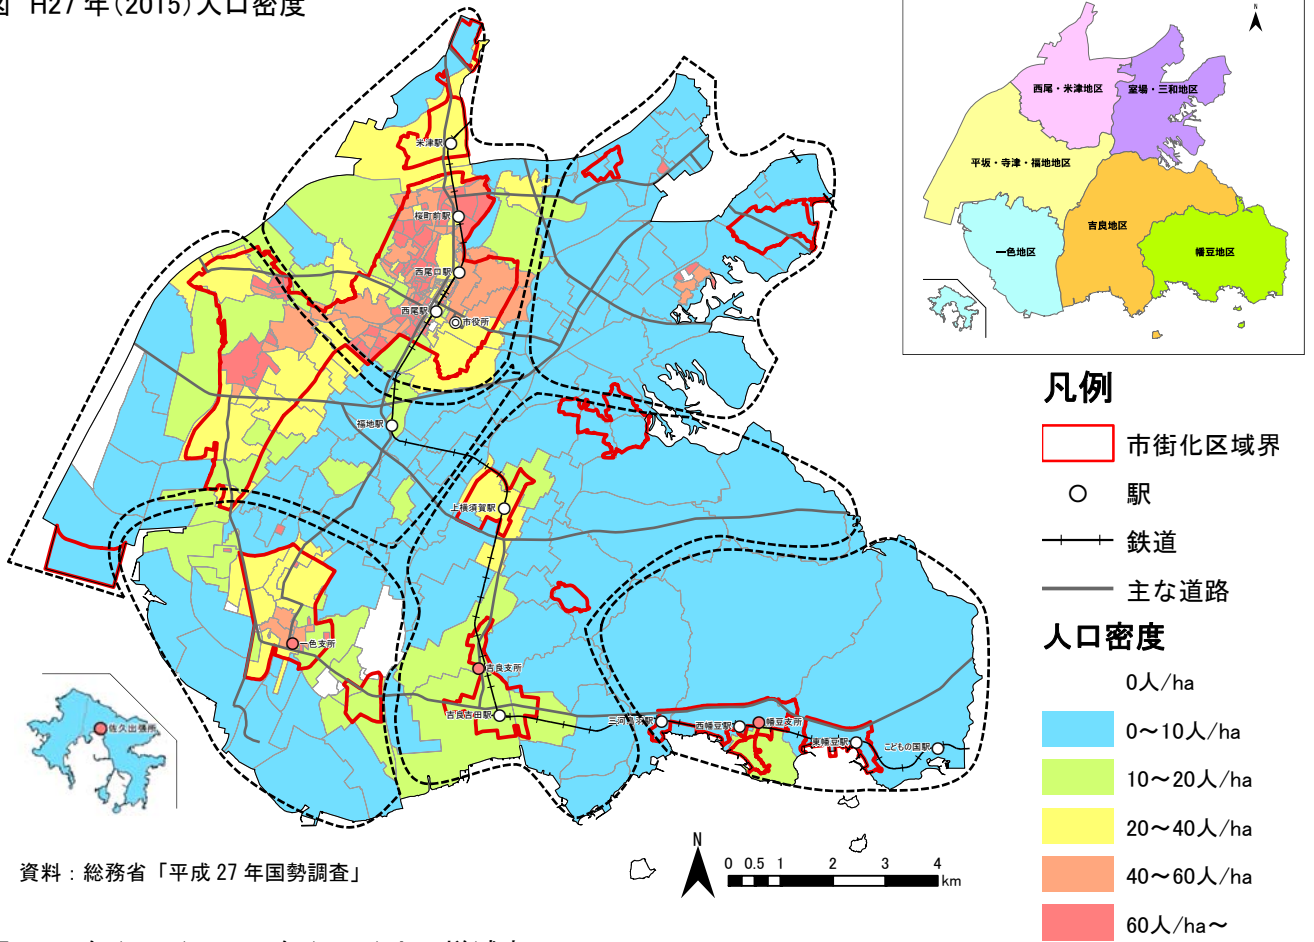 図 H27年（2015）人口密度
N
西尾・米津地区
室場・三和地区
平坂・寺津・福地地区
吉良地区
一色地区
幡豆地区
米津駅
桜町前駅
西尾口駅
西尾駅
市役所
福地駅
上横須賀駅
一色支所
吉良支所
吉良吉田駅
三河鳥羽駅
西幡豆駅
幡豆支所
東幡豆駅
こどもの国駅
佐久出張所
凡例
市街化区域界
駅
鉄道
主な道路
人口密度
0人/ha
0～10人/ha
10～20人/ha
20～40人/ha
40～60人/ha
60人/ha～
N
0 0.5 1 2 3 4
km
資料：総務省「平成27年国勢調査」